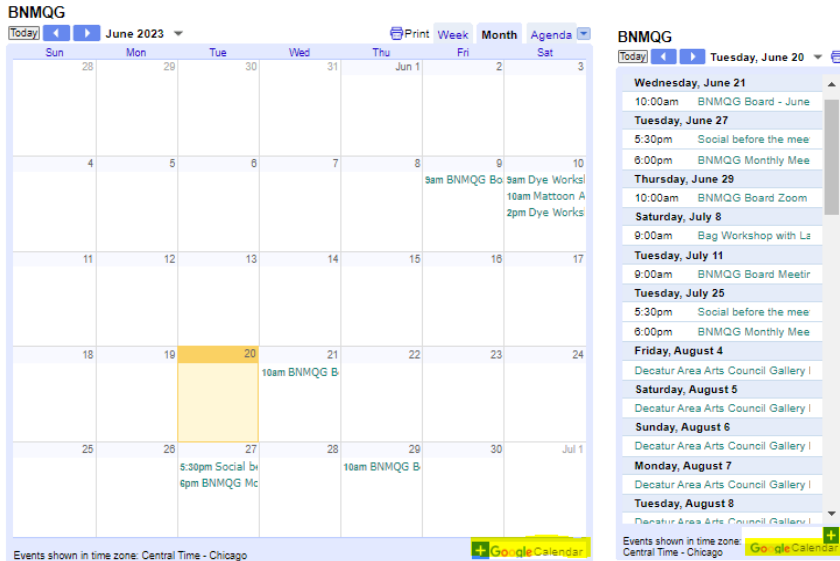 BNMQG
Today June 2023 Print Week Month Agenda
Sun Mon Tue Wed Thu Fri Sat
28 29 30 31 Jun 1 2 3
4 5 6 7 8 9 10
9am BNMQG Bo 9am Dye Works
10am Mattoon A
2pm Dye Works
11 12 13 14 15 16 17
18 19 20 21 22 23 24
10am BNMQG B
25 26 27 28 29 30 Jul 1
5:30pm Social be 10am BNMQG B
6pm BNMQG Mo
Events shown in time zone: Central Time - Chicago
+ Google Calendar
BNMQG
Today Tuesday, June 20
Wednesday, June 21
10:00am BNMQG Board - June
Tuesday, June 27
5:30pm Social before the mee
6:00pm BNMQG Monthly Mee
Thursday, June 29
10:00am BNMQG Board Zoom
Saturday, July 8
9:00am Bag Workshop with La
Tuesday, July 11
9:00am BNMQG Board Meetin
Tuesday, July 25
5:30pm Social before the mee
6:00pm BNMQG Monthly Mee
Friday, August 4
Decatur Area Arts Council Gallery
Saturday, August 5
Decatur Area Arts Council Gallery
Sunday, August 6
Decatur Area Arts Council Gallery
Monday, August 7
Decatur Area Arts Council Gallery
Tuesday, August 8
Decatur Area Arts Council Gallery
Events shown in time zone:
Central Time - Chicago
+ Google Calendar